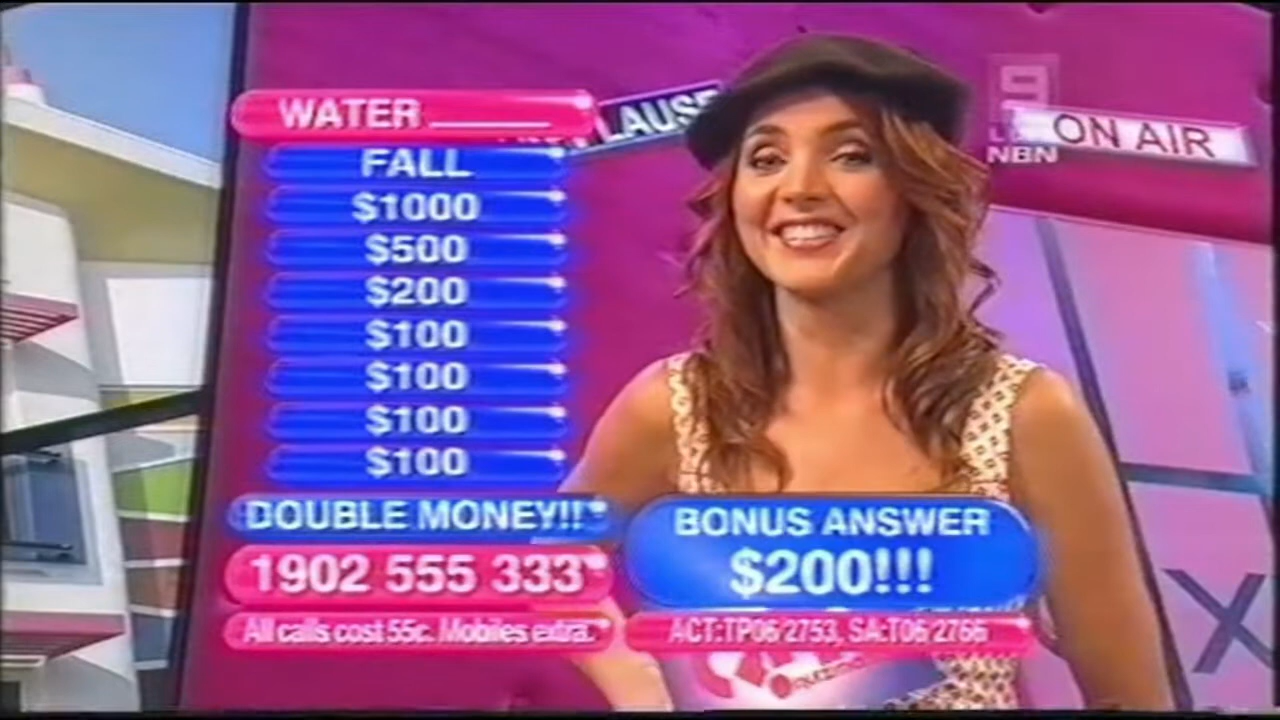 WATER ______
FALL
$1000
$500
$200
$100
$100
$100
$100
DOUBLE MONEY!!*
1902 555 333*
All calls cost 55c. Mobiles extra.*
BONUS ANSWER
$200!!!
ACT:TP06 2753, SA:T06 2766
LAUSE
9
NBN
ON AIR
X